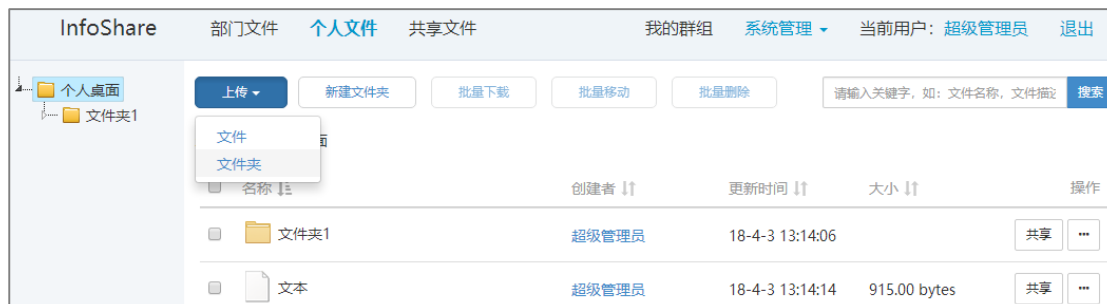 InfoShare 部门文件 个人文件 共享文件 我的群组 系统管理 当前用户：超级管理员 退出
个人桌面 上传 新建文件夹 批量下载 批量移动 批量删除 请输入关键字，如：文件名称，文件描述 搜索
文件夹1
文件 面
文件夹
名称 创建者 更新时间 大小 操作
文件夹1 超级管理员 18-4-3 13:14:06 共享 ...
文本 超级管理员 18-4-3 13:14:14 915.00 bytes 共享 ...